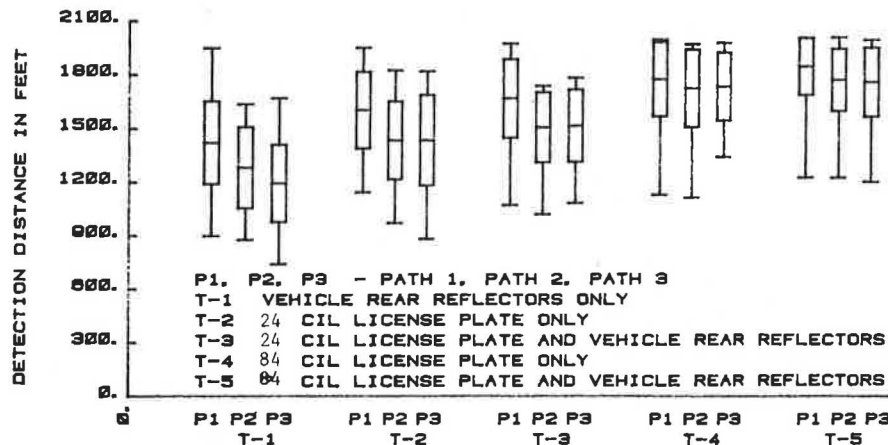 DETECTION DISTANCE IN FEET
2100.
1800.
1500.
1200.
900.
600.
300.
0.
P1, P2, P3 - PATH 1, PATH 2, PATH 3
T-1 VEHICLE REAR REFLECTORS ONLY
T-2 24 CIL LICENSE PLATE ONLY
T-3 24 CIL LICENSE PLATE AND VEHICLE REAR REFLECTORS
T-4 84 CIL LICENSE PLATE ONLY
T-5 84 CIL LICENSE PLATE AND VEHICLE REAR REFLECTORS
0.
P1 P2 P3 P1 P2 P3 P1 P2 P3 P1 P2 P3 P1 P2 P3
T-1 T-2 T-3 T-4 T-5